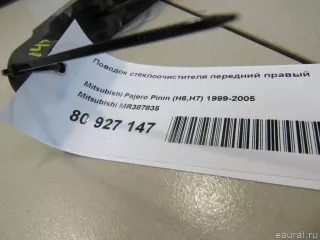 Поводок стеклоочистителя передний правый
Mitsubishi Pajero Pinin (H6,H7) 1999-2005
Mitsubishi MR387835
80 927 147
eaural.ru